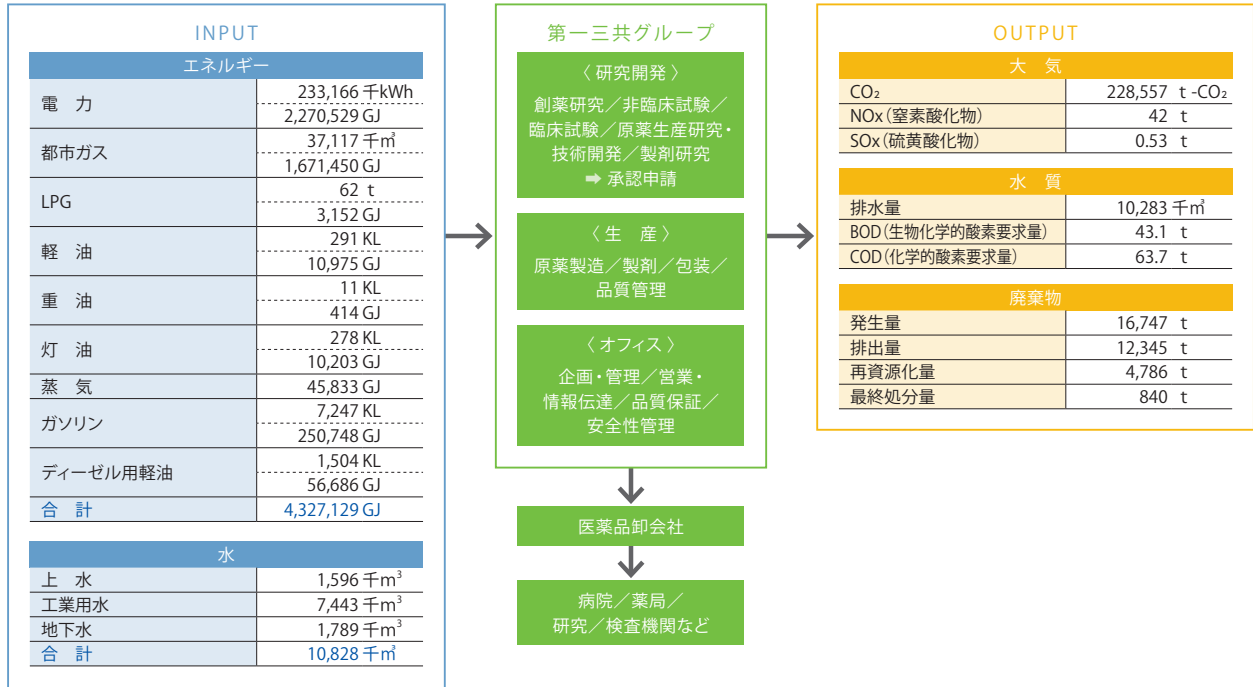 INPUT
エネルギー
電 力 233,166 千kWh
2,270,529 GJ
都市ガス 37,117 千㎥
1,671,450 GJ
LPG 62 t
3,152 GJ
軽 油 291 KL
10,975 GJ
重 油 11 KL
414 GJ
灯 油 278 KL
10,203 GJ
蒸 気 45,833 GJ
ガソリン 7,247 KL
250,748 GJ
ディーゼル用軽油 1,504 KL
56,686 GJ
合 計 4,327,129 GJ
水
上 水 1,596 千m³
工業用水 7,443 千m³
地下水 1,789 千m³
合 計 10,828 千㎥
第一三共グループ
〈 研究開発 〉
創薬研究/非臨床試験/
臨床試験/原薬生産研究・
技術開発/製剤研究
➡ 承認申請
〈 生 産 〉
原薬製造/製剤/包装/
品質管理
〈 オフィス 〉
企画・管理/営業・
情報伝達/品質保証/
安全性管理
医薬品卸会社
病院/薬局/
研究/検査機関など
OUTPUT
大 気
CO₂ 228,557 t -CO₂
NOx(窒素酸化物) 42 t
SOx(硫黄酸化物) 0.53 t
水 質
排水量 10,283 千㎥
BOD(生物化学的酸素要求量) 43.1 t
COD(化学的酸素要求量) 63.7 t
廃棄物
発生量 16,747 t
排出量 12,345 t
再資源化量 4,786 t
最終処分量 840 t